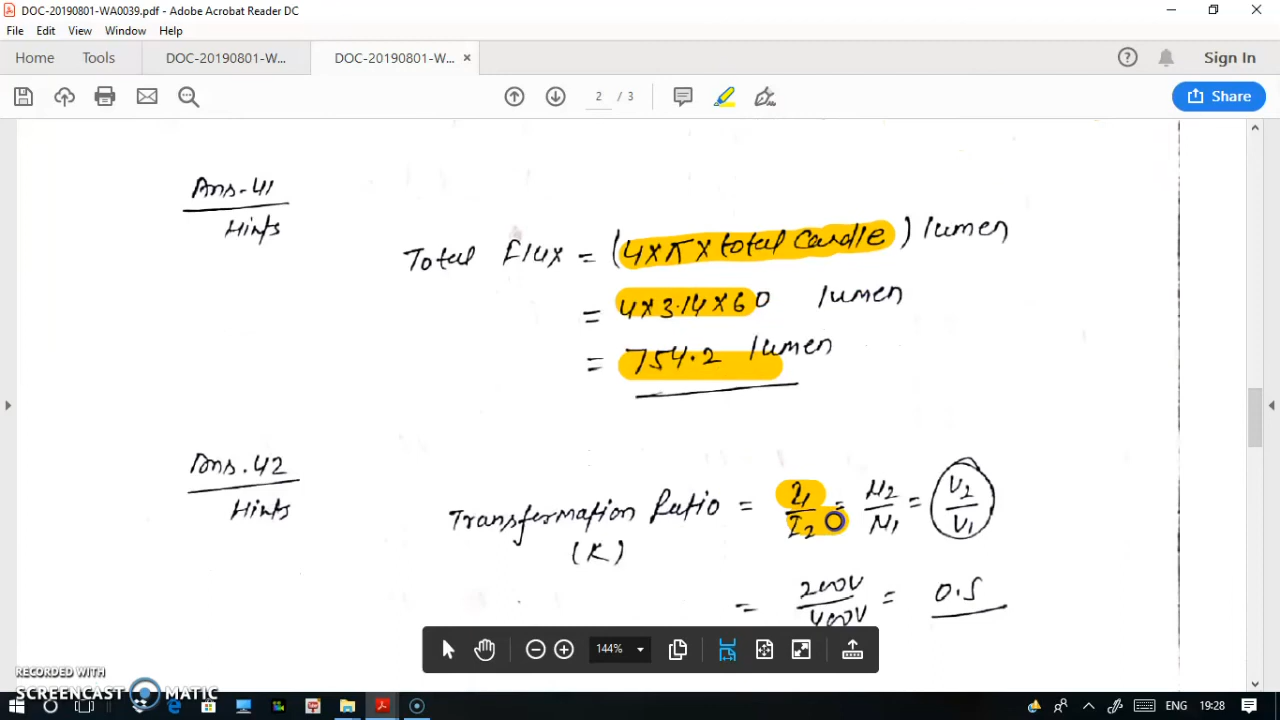 DOC-20190801-WA0039.pdf - Adobe Acrobat Reader DC
File Edit View Window Help
Home Tools DOC-20190801-W... DOC-20190801-W... × Sign In
2 / 3 Share
Ans-41
Hints
Total Flux = (4×π×total Candle) lumen
= 4×3.14×60 lumen
= 754.2 lumen
Ans.42
Hints
Transformation Ratio = I1/I2 = N2/N1 = V2/V1
(K)
= 200V/400V = 0.5
144%
RECORDED WITH
SCREENCAST MATIC
ENG 19:28